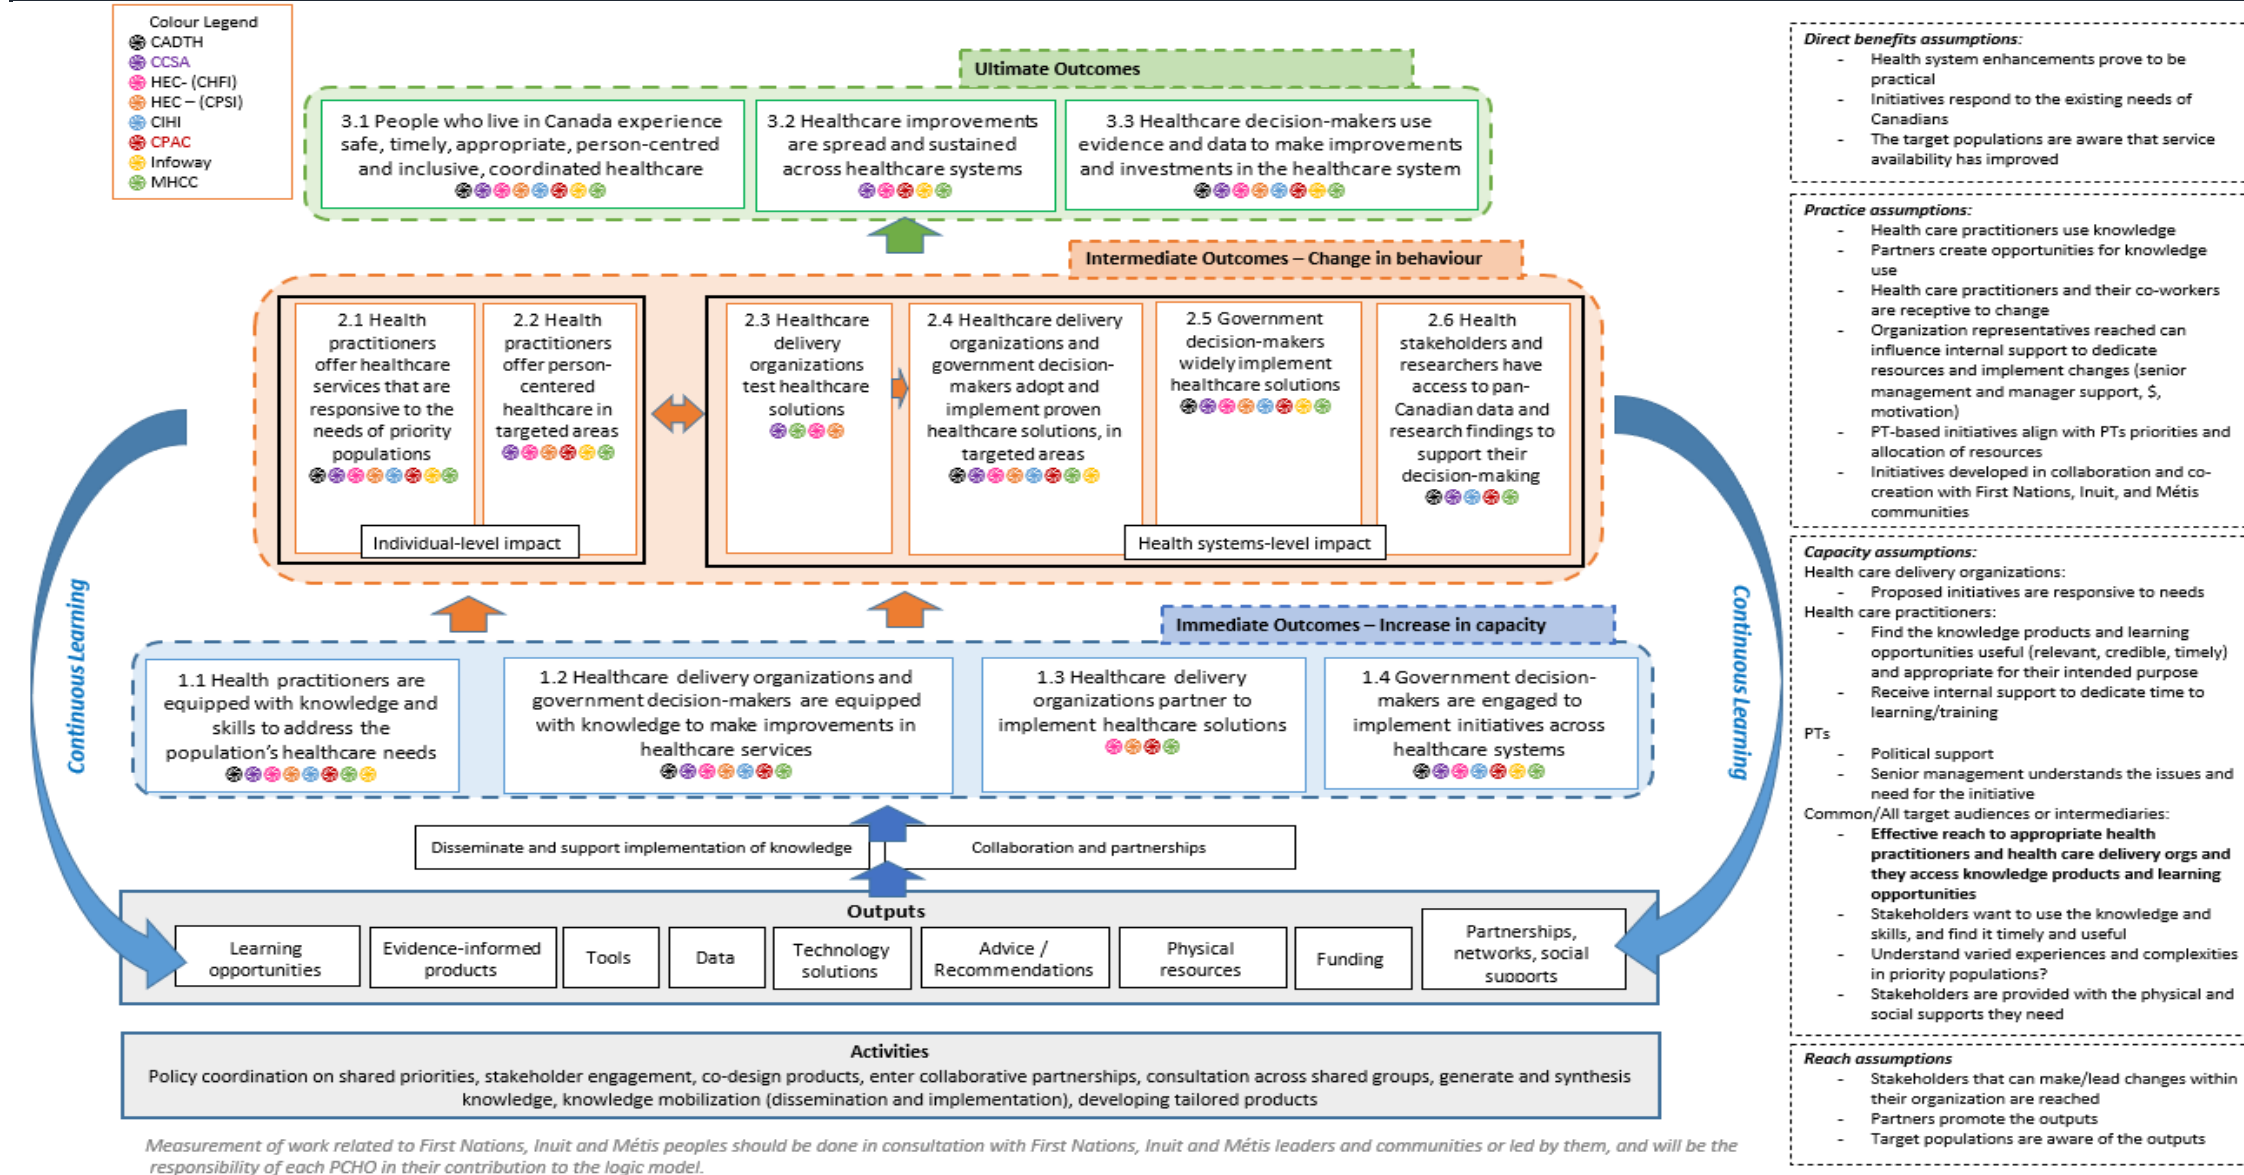 Colour Legend
CADTH
CCSA
HEC- (CHFI)
HEC – (CPSI)
CIHI
CPAC
Infoway
MHCC
Ultimate Outcomes
3.1 People who live in Canada experience
safe, timely, appropriate, person-centred
and inclusive, coordinated healthcare
3.2 Healthcare improvements
are spread and sustained
across healthcare systems
3.3 Healthcare decision-makers use
evidence and data to make improvements
and investments in the healthcare system
Intermediate Outcomes – Change in behaviour
2.1 Health
practitioners
offer healthcare
services that are
responsive to the
needs of priority
populations
2.2 Health
practitioners
offer person-
centered
healthcare in
targeted areas
Individual-level impact
2.3 Healthcare
delivery
organizations
test healthcare
solutions
2.4 Healthcare delivery
organizations and
government decision-
makers adopt and
implement proven
healthcare solutions, in
targeted areas
2.5 Government
decision-makers
widely implement
healthcare solutions
2.6 Health
stakeholders and
researchers have
access to pan-
Canadian data and
research findings to
support their
decision-making
Health systems-level impact
Continuous Learning
Continuous Learning
Immediate Outcomes – Increase in capacity
1.1 Health practitioners are
equipped with knowledge and
skills to address the
population's healthcare needs
1.2 Healthcare delivery organizations and
government decision-makers are equipped
with knowledge to make improvements in
healthcare services
1.3 Healthcare delivery
organizations partner to
implement healthcare solutions
1.4 Government decision-
makers are engaged to
implement initiatives across
healthcare systems
Disseminate and support implementation of knowledge
Collaboration and partnerships
Outputs
Learning
opportunities
Evidence-informed
products
Tools
Data
Technology
solutions
Advice /
Recommendations
Physical
resources
Funding
Partnerships,
networks, social
supports
Activities
Policy coordination on shared priorities, stakeholder engagement, co-design products, enter collaborative partnerships, consultation across shared groups, generate and synthesis
knowledge, knowledge mobilization (dissemination and implementation), developing tailored products
Measurement of work related to First Nations, Inuit and Métis peoples should be done in consultation with First Nations, Inuit and Métis leaders and communities or led by them, and will be the
responsibility of each PCHO in their contribution to the logic model.
Direct benefits assumptions:
- Health system enhancements prove to be
practical
- Initiatives respond to the existing needs of
Canadians
- The target populations are aware that service
availability has improved
Practice assumptions:
- Health care practitioners use knowledge
- Partners create opportunities for knowledge
use
- Health care practitioners and their co-workers
are receptive to change
- Organization representatives reached can
influence internal support to dedicate
resources and implement changes (senior
management and manager support, $,
motivation)
- PT-based initiatives align with PTs priorities and
allocation of resources
- Initiatives developed in collaboration and co-
creation with First Nations, Inuit, and Métis
communities
Capacity assumptions:
Health care delivery organizations:
- Proposed initiatives are responsive to needs
Health care practitioners:
- Find the knowledge products and learning
opportunities useful (relevant, credible, timely)
and appropriate for their intended purpose
- Receive internal support to dedicate time to
learning/training
PTs
- Political support
- Senior management understands the issues and
need for the initiative
Common/All target audiences or intermediaries:
- Effective reach to appropriate health
practitioners and health care delivery orgs and
they access knowledge products and learning
opportunities
- Stakeholders want to use the knowledge and
skills, and find it timely and useful
- Understand varied experiences and complexities
in priority populations?
- Stakeholders are provided with the physical and
social supports they need
Reach assumptions
- Stakeholders that can make/lead changes within
their organization are reached
- Partners promote the outputs
- Target populations are aware of the outputs